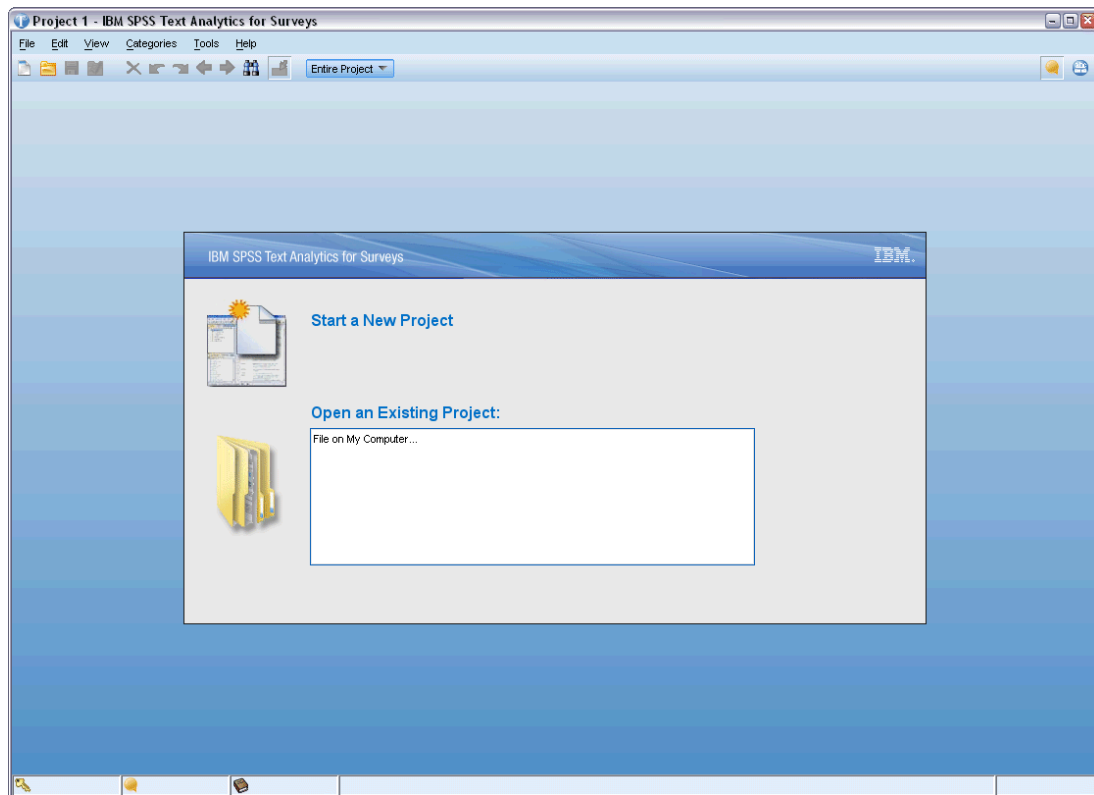 Project 1 - IBM SPSS Text Analytics for Surveys
File Edit View Categories Tools Help
Entire Project
IBM SPSS Text Analytics for Surveys
IBM.
Start a New Project
Open an Existing Project:
File on My Computer...